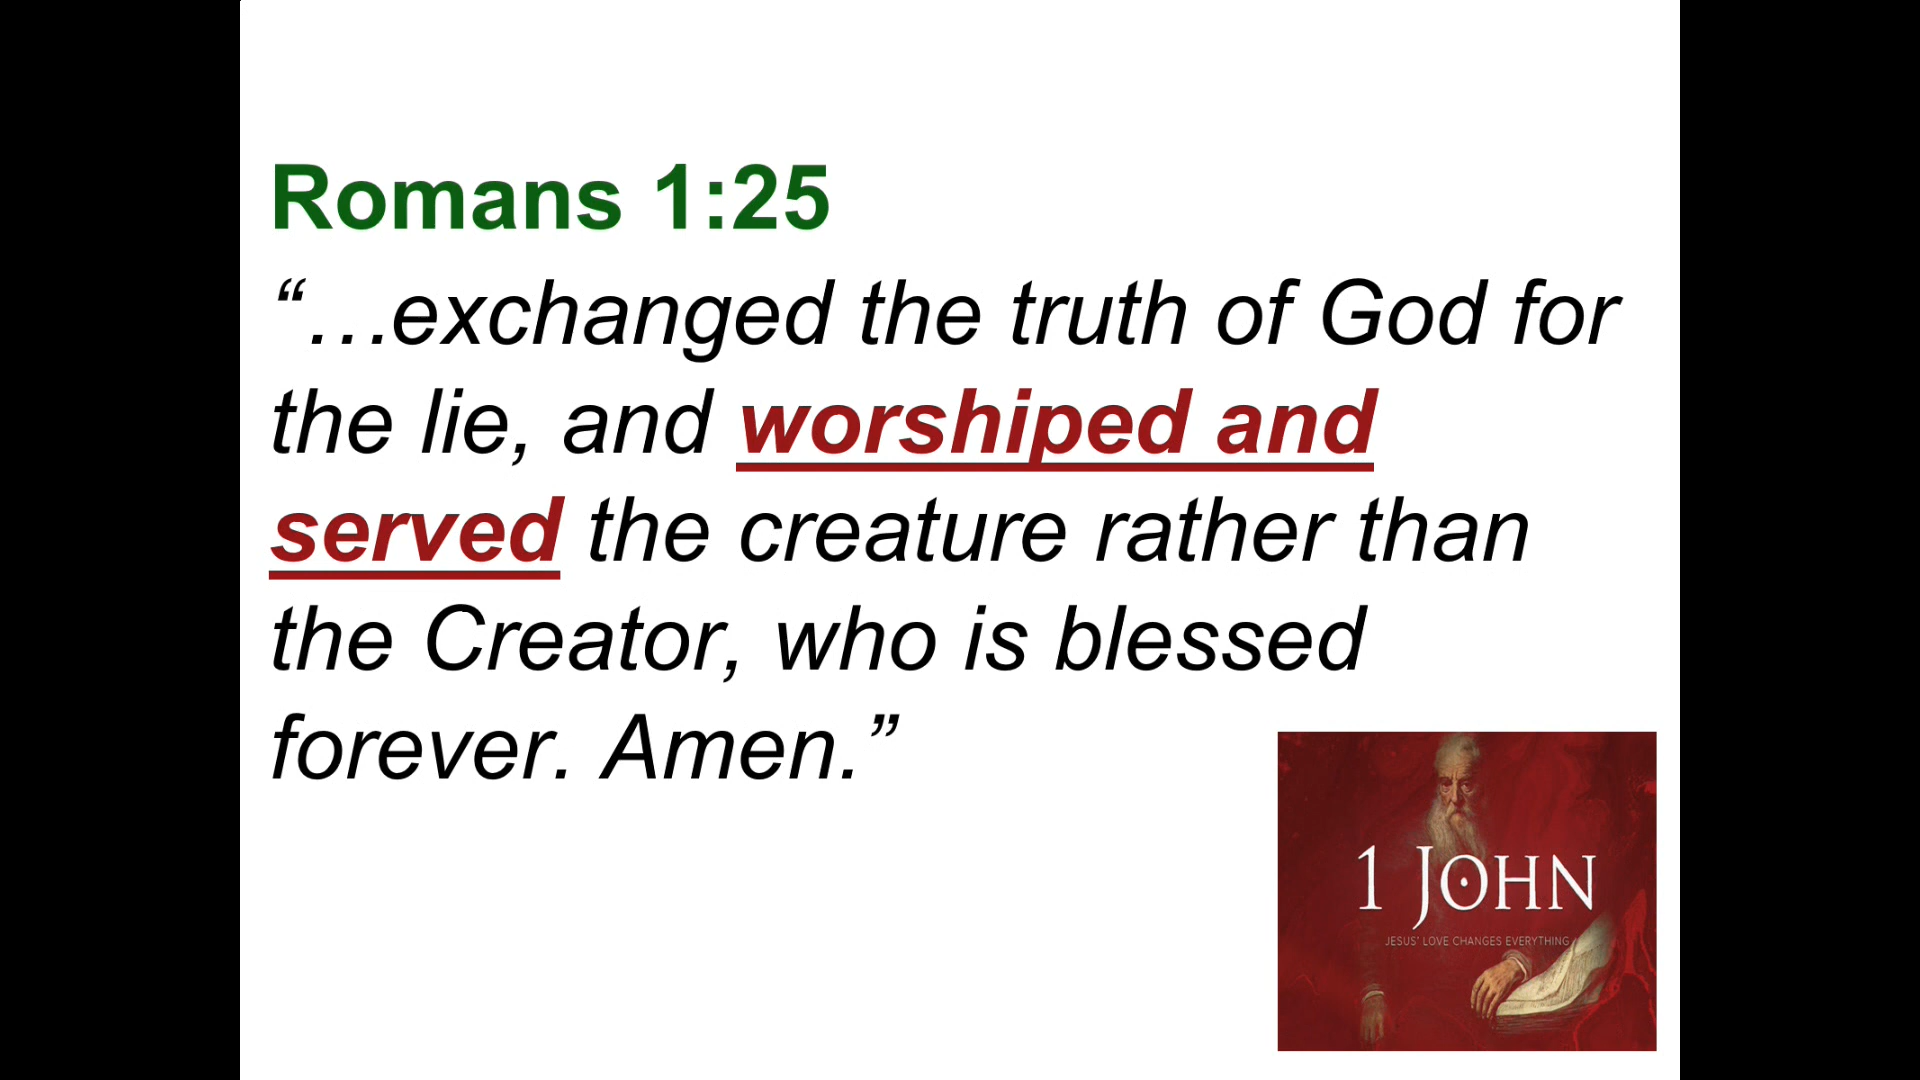 Romans 1:25
“…exchanged the truth of God for
the lie, and worshiped and
served the creature rather than
the Creator, who is blessed
forever. Amen.”
1 JOHN
JESUS' LOVE CHANGES EVERYTHING